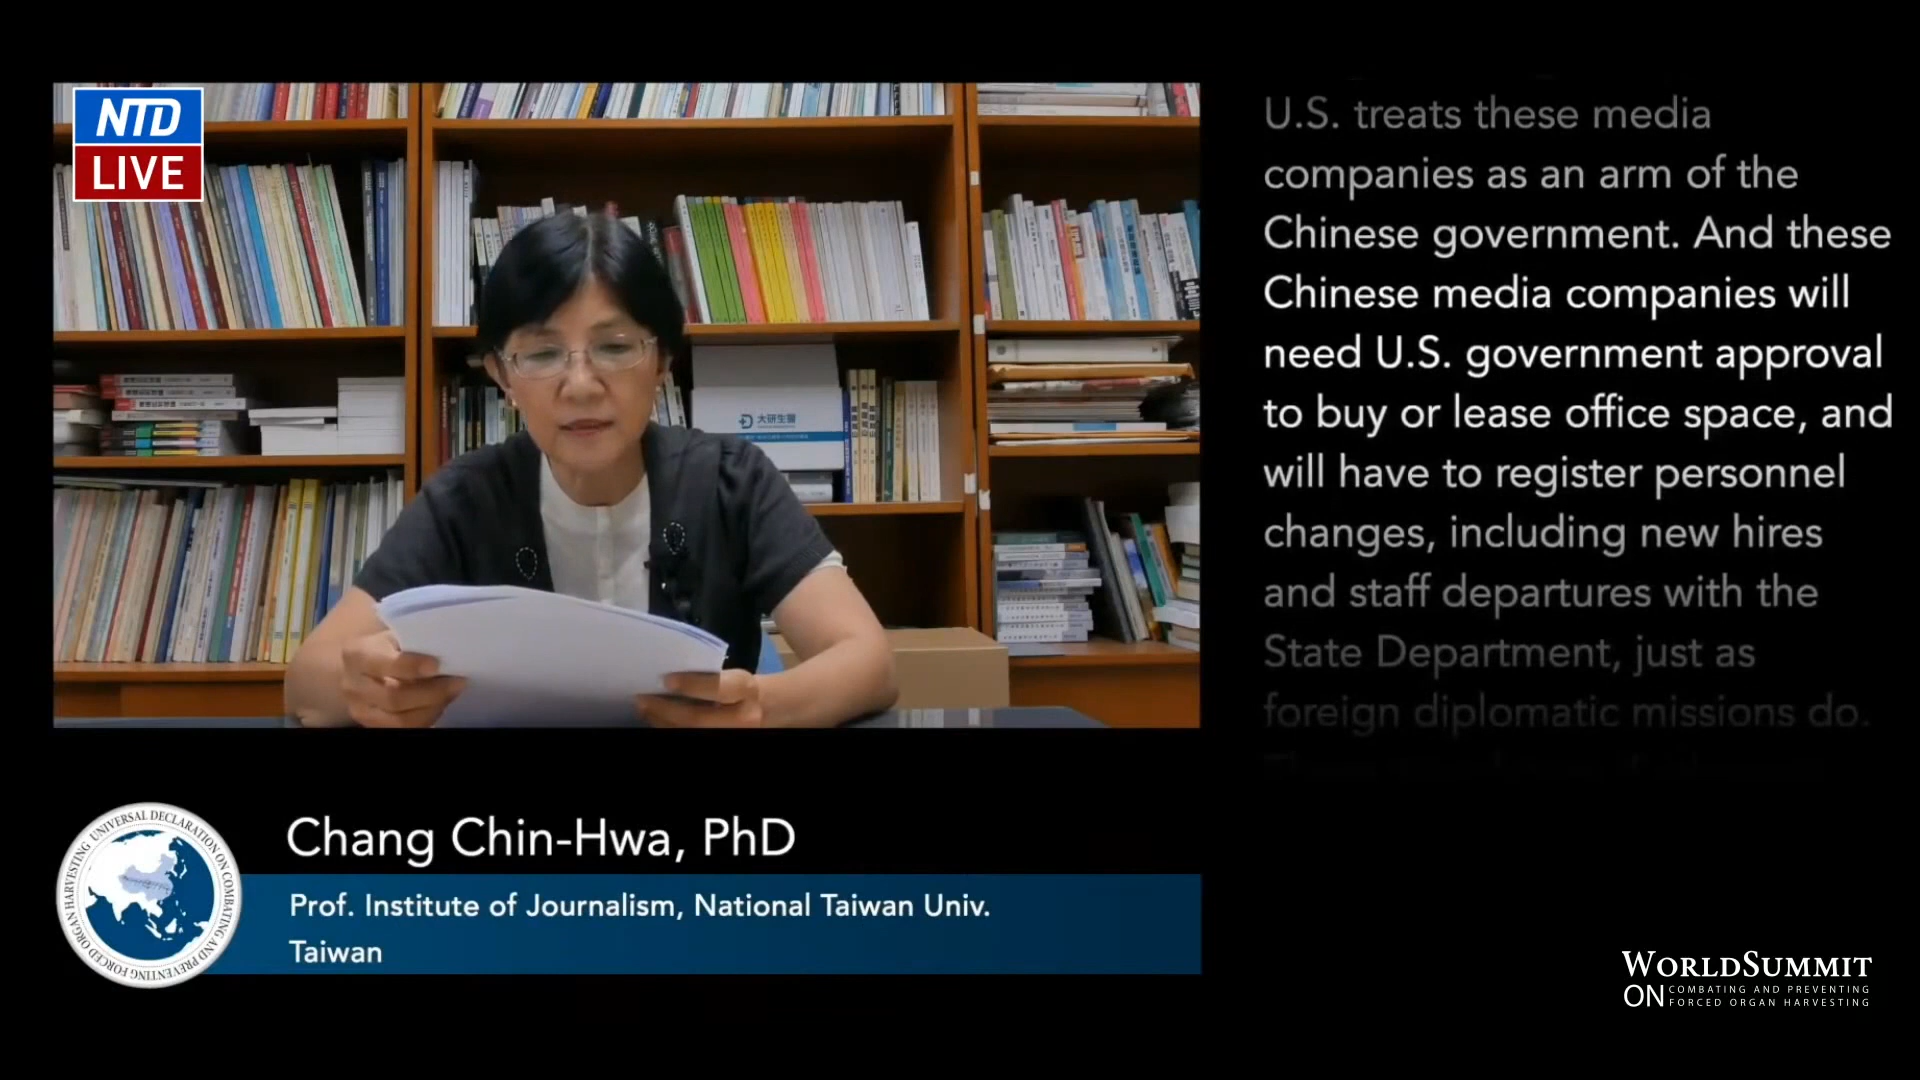 NTD
LIVE
大研生醫
U.S. treats these media
companies as an arm of the
Chinese government. And these
Chinese media companies will
need U.S. government approval
to buy or lease office space, and
will have to register personnel
changes, including new hires
and staff departures with the
State Department, just as
foreign diplomatic missions do.
UNIVERSAL DECLARATION ON COMBATING AND PREVENTING FORCED ORGAN HARVESTING
Chang Chin-Hwa, PhD
Prof. Institute of Journalism, National Taiwan Univ.
Taiwan
WORLDSUMMIT
ON COMBATING AND PREVENTING
FORCED ORGAN HARVESTING